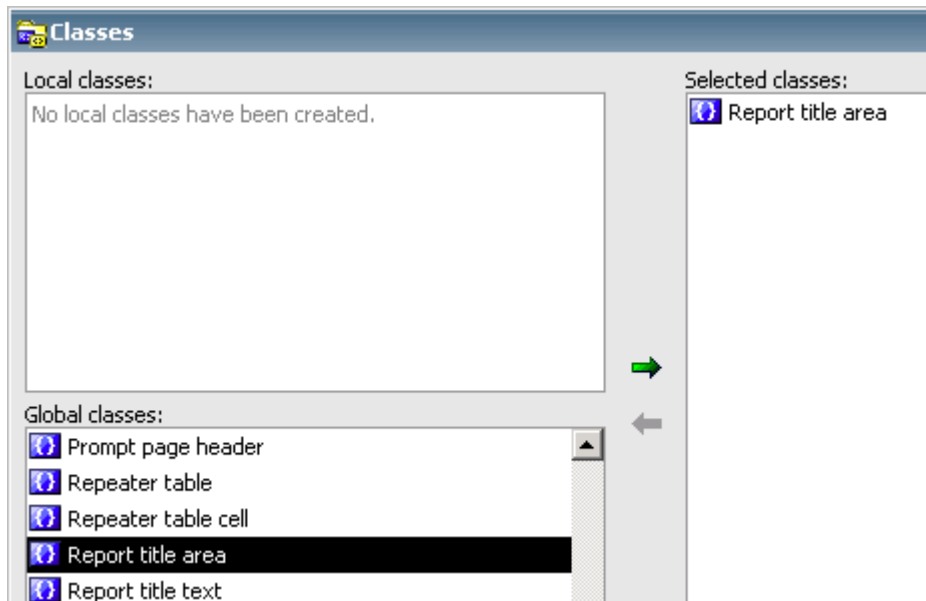 Classes
Local classes:
No local classes have been created.
Selected classes:
Report title area
Global classes:
Prompt page header
Repeater table
Repeater table cell
Report title area
Report title text